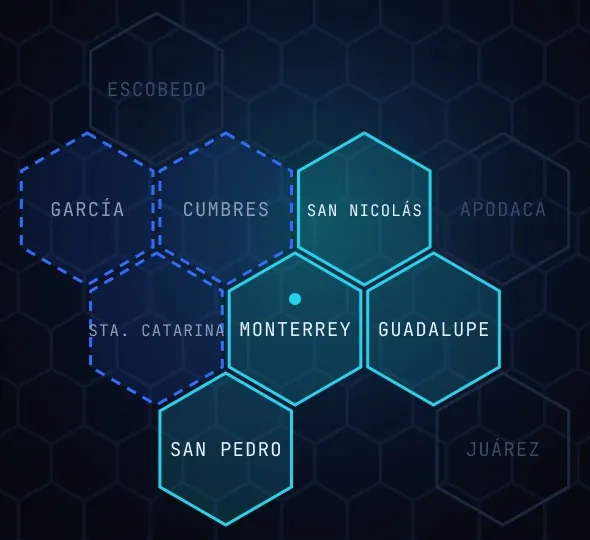 ESCOBEDO
GARCÍA
CUMBRES
SAN NICOLÁS
APODACA
STA. CATARINA
MONTERREY
GUADALUPE
SAN PEDRO
JUÁREZ